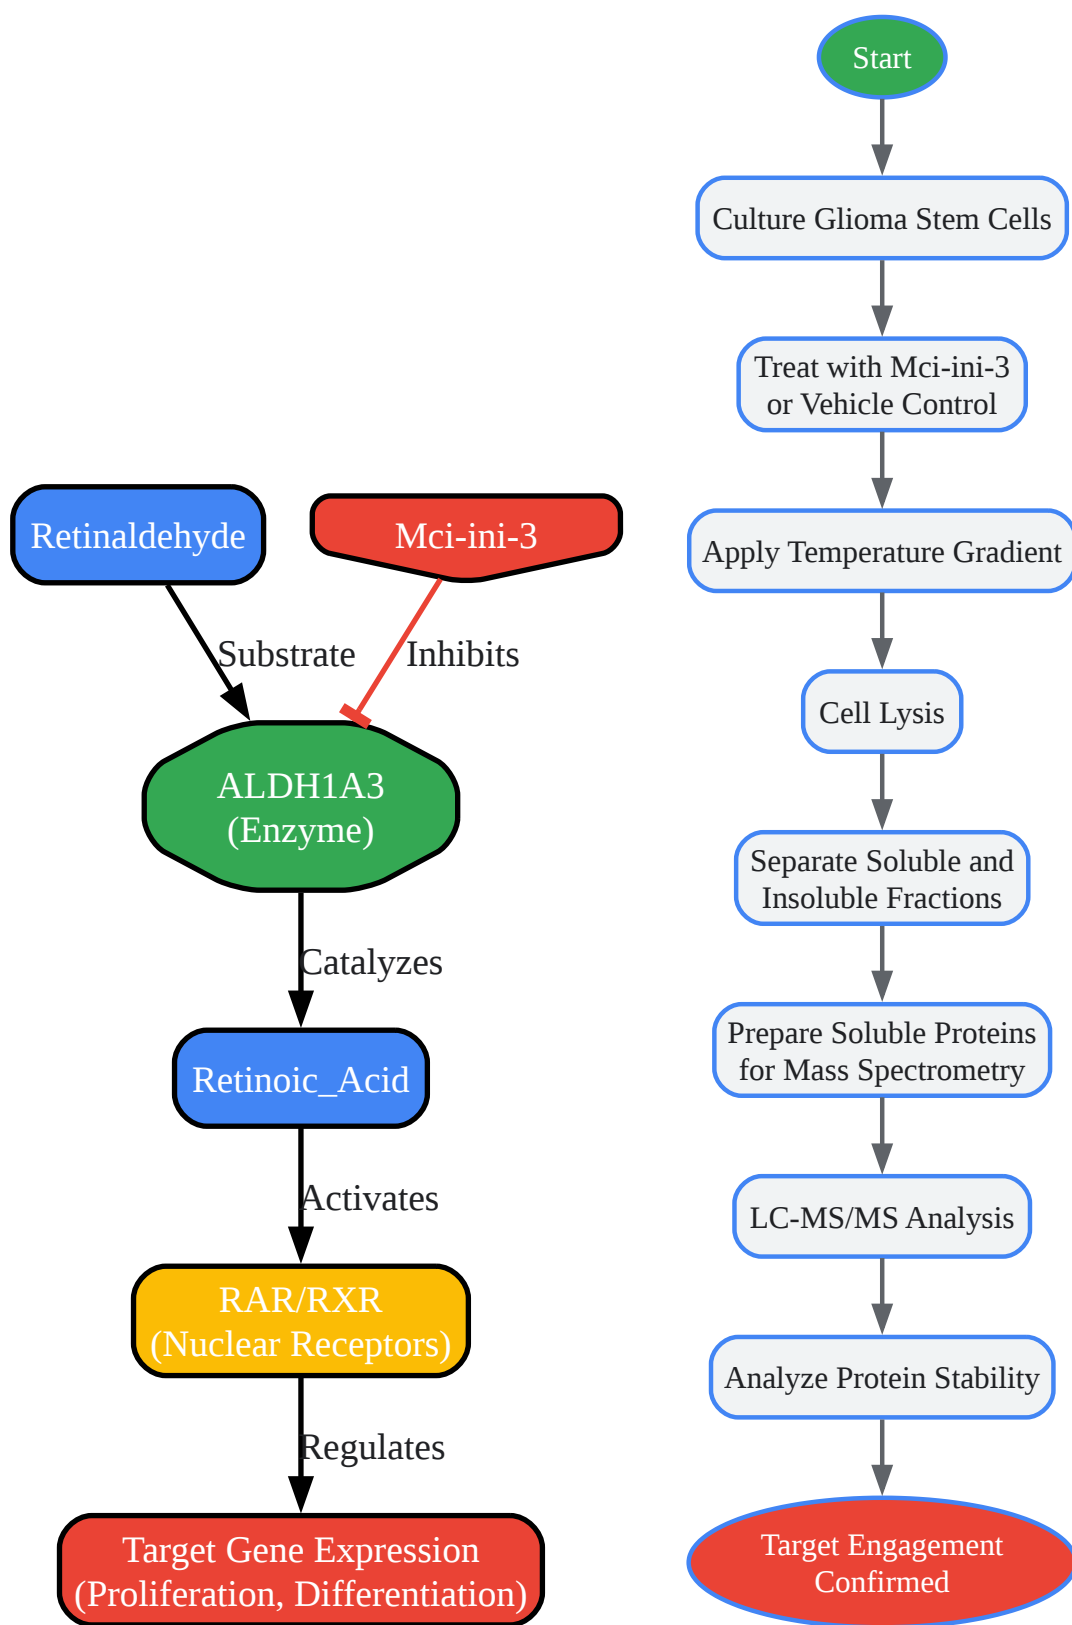 Retinaldehyde
Mci-ini-3
Substrate
Inhibits
ALDH1A3
(Enzyme)
Catalyzes
Retinoic_Acid
Activates
RAR/RXR
(Nuclear Receptors)
Regulates
Target Gene Expression
(Proliferation, Differentiation)
Start
Culture Glioma Stem Cells
Treat with Mci-ini-3
or Vehicle Control
Apply Temperature Gradient
Cell Lysis
Separate Soluble and
Insoluble Fractions
Prepare Soluble Proteins
for Mass Spectrometry
LC-MS/MS Analysis
Analyze Protein Stability
Target Engagement
Confirmed